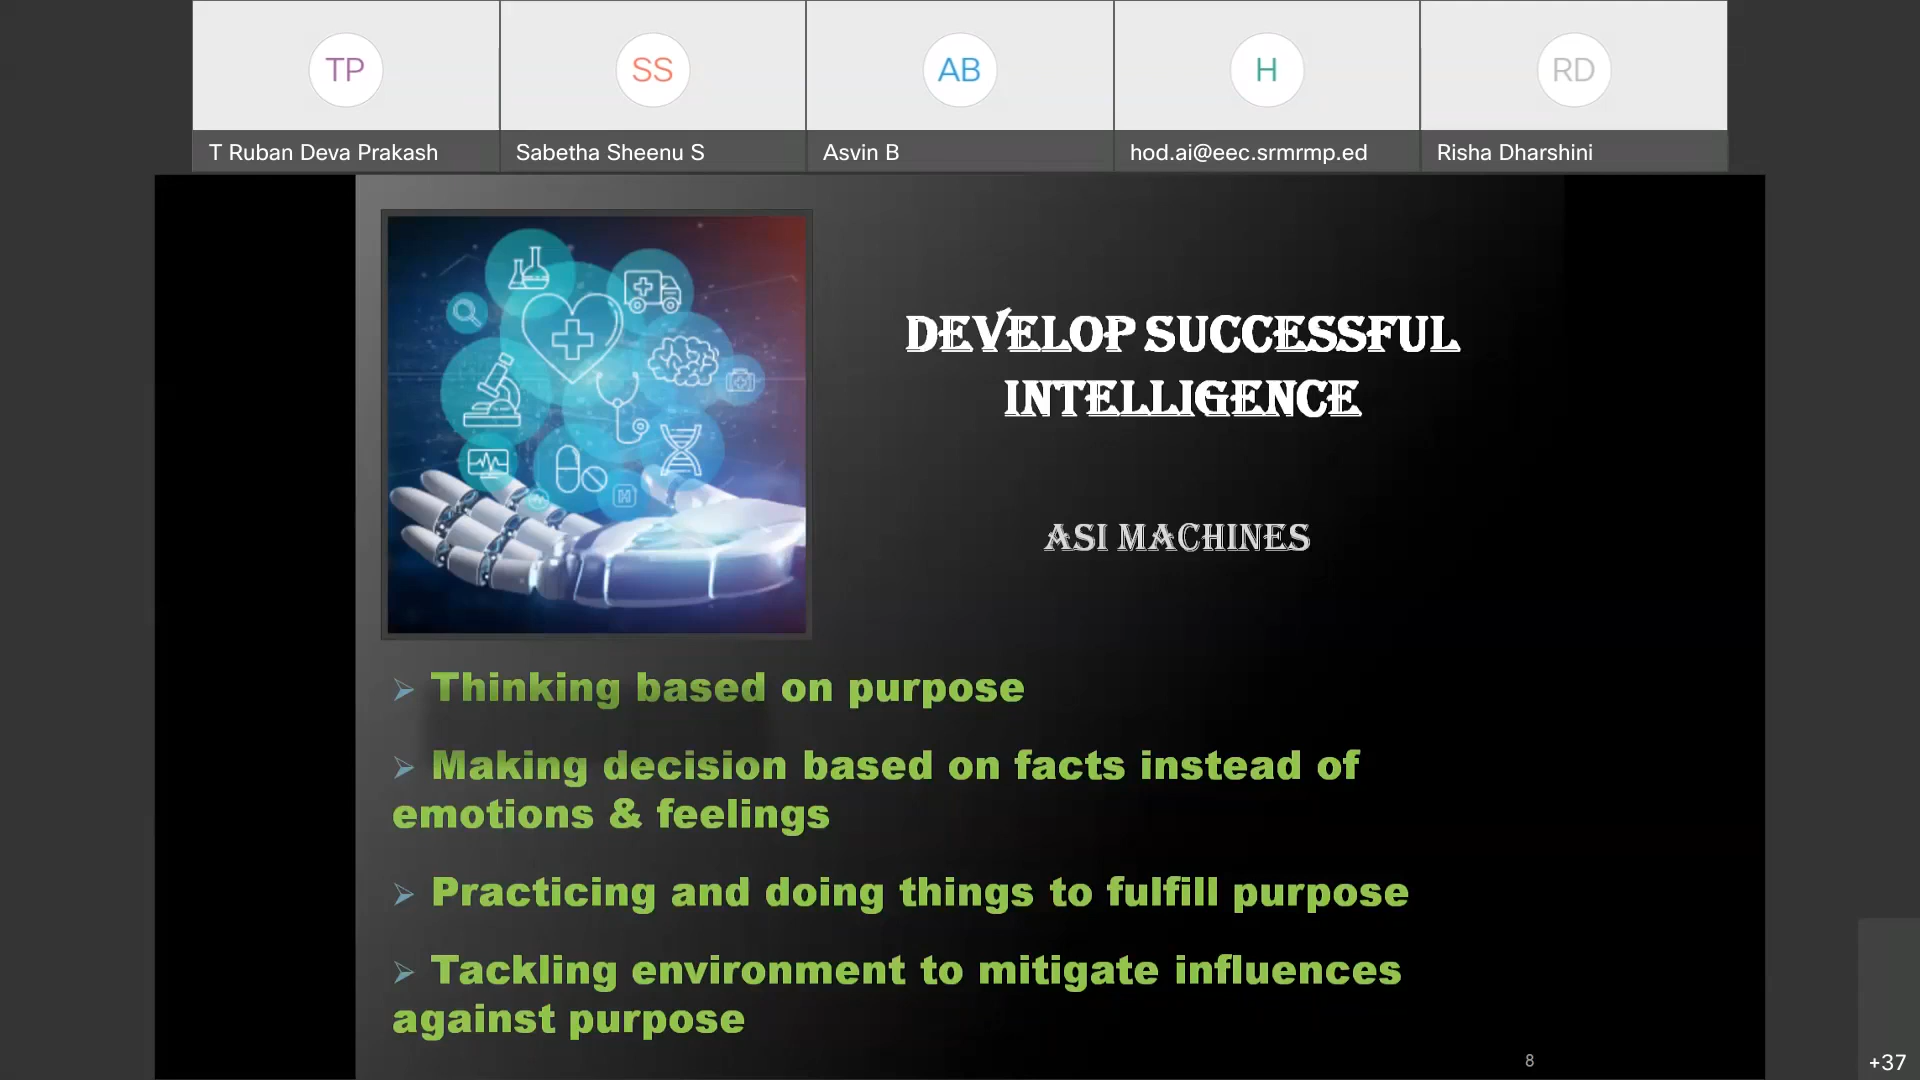 TP
SS
AB
H
RD
T Ruban Deva Prakash
Sabetha Sheenu S
Asvin B
hod.ai@eec.srmrmp.ed
Risha Dharshini
DEVELOP SUCCESSFUL
INTELLIGENCE
ASI MACHINES
➢ Thinking based on purpose
➢ Making decision based on facts instead of
emotions & feelings
➢ Practicing and doing things to fulfill purpose
➢ Tackling environment to mitigate influences
against purpose
8
+37